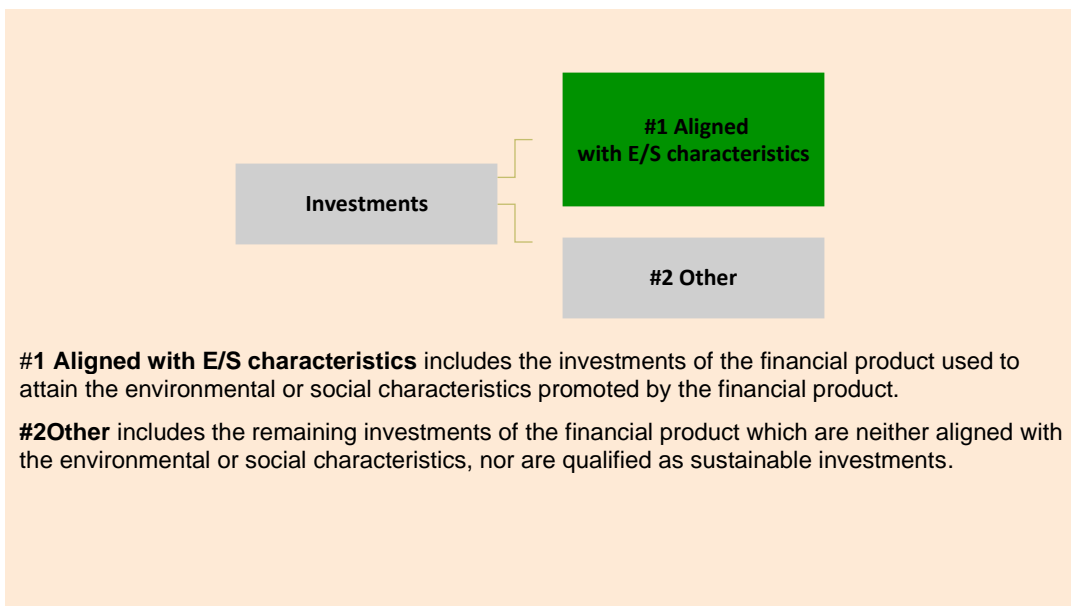 #1 Aligned
with E/S characteristics
Investments
#2 Other
#1 Aligned with E/S characteristics includes the investments of the financial product used to
attain the environmental or social characteristics promoted by the financial product.
#2Other includes the remaining investments of the financial product which are neither aligned with
the environmental or social characteristics, nor are qualified as sustainable investments.